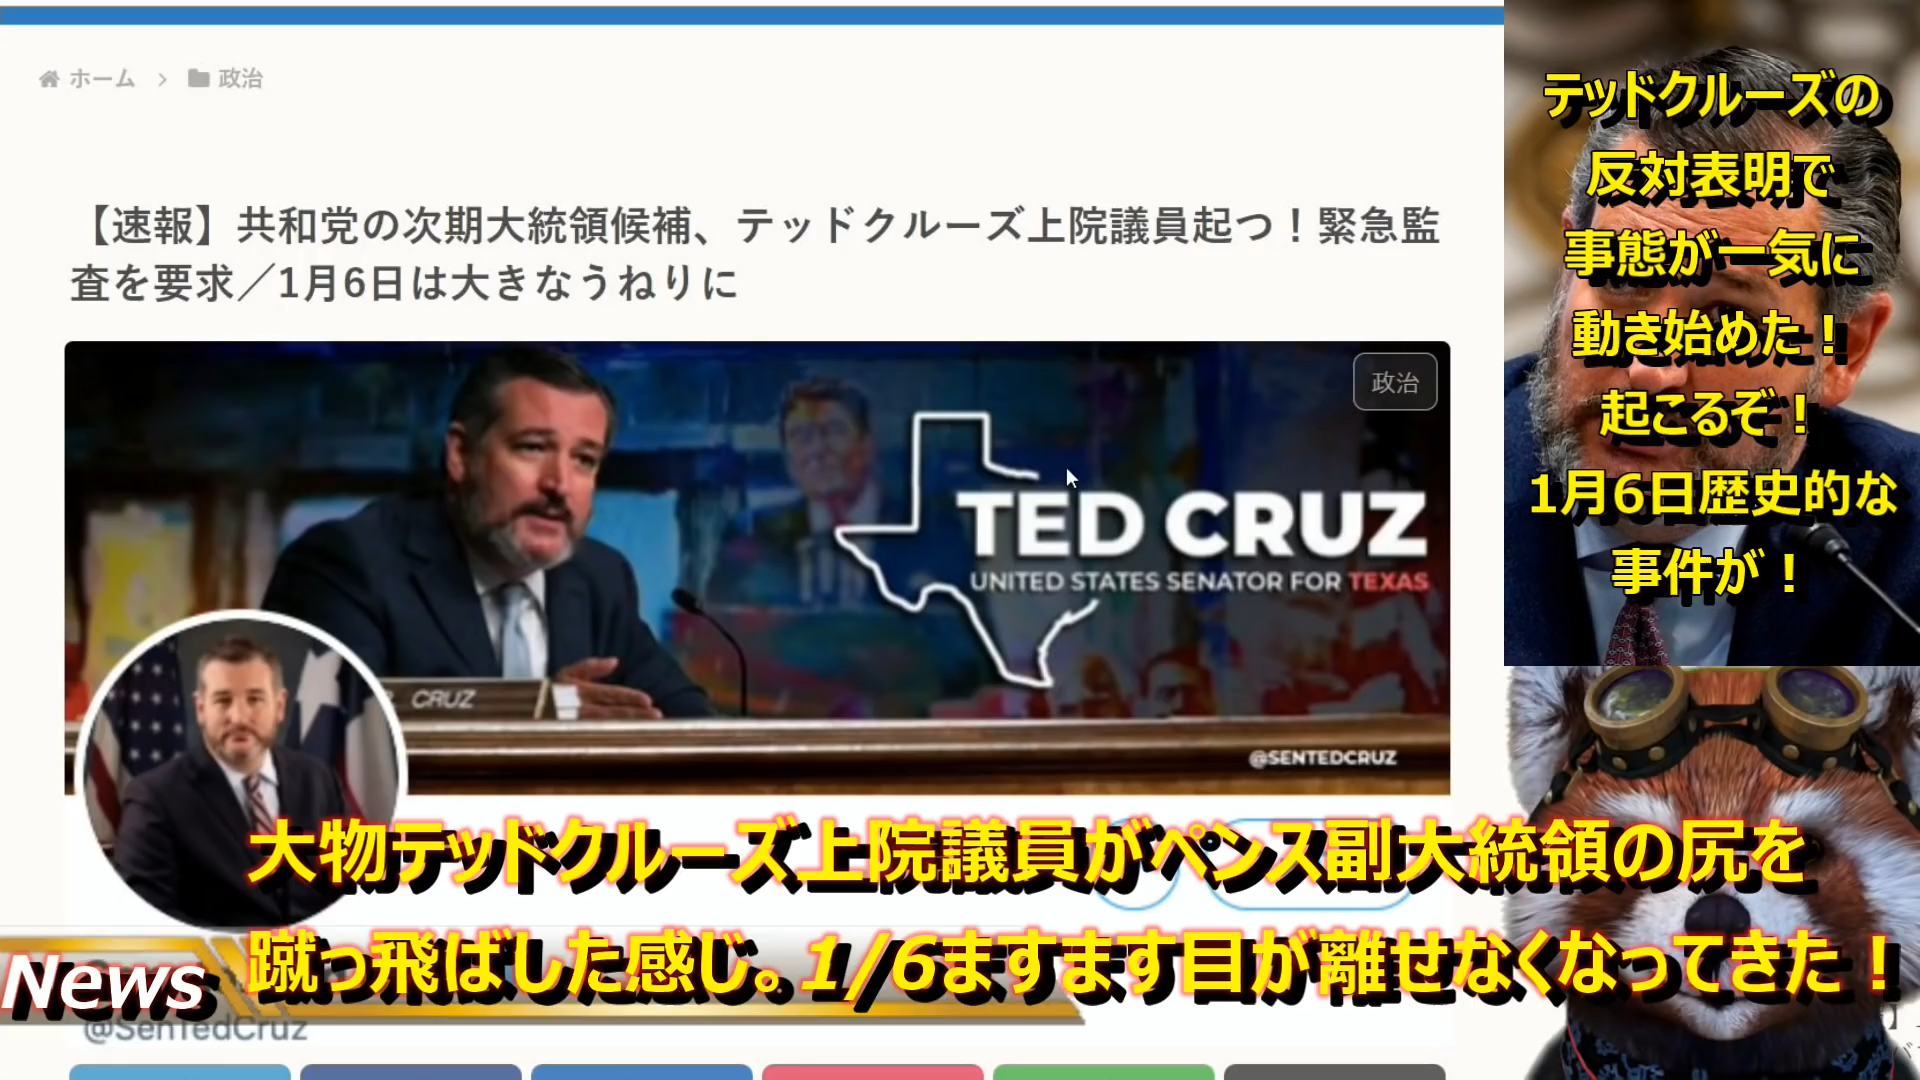 ホーム > 政治
【速報】共和党の次期大統領候補、テッドクルーズ上院議員起つ！緊急監
査を要求／1月6日は大きなうねりに
政治
TED CRUZ
UNITED STATES SENATOR FOR TEXAS
CRUZ
@SENTEDCRUZ
テッドクルーズの
反対表明で
事態が一気に
動き始めた！
起こるぞ！
1月6日歴史的な
事件が！
大物テッドクルーズ上院議員がペンス副大統領の尻を
蹴っ飛ばした感じ。1/6ますます目が離せなくなってきた！
News
@SenTedCruz